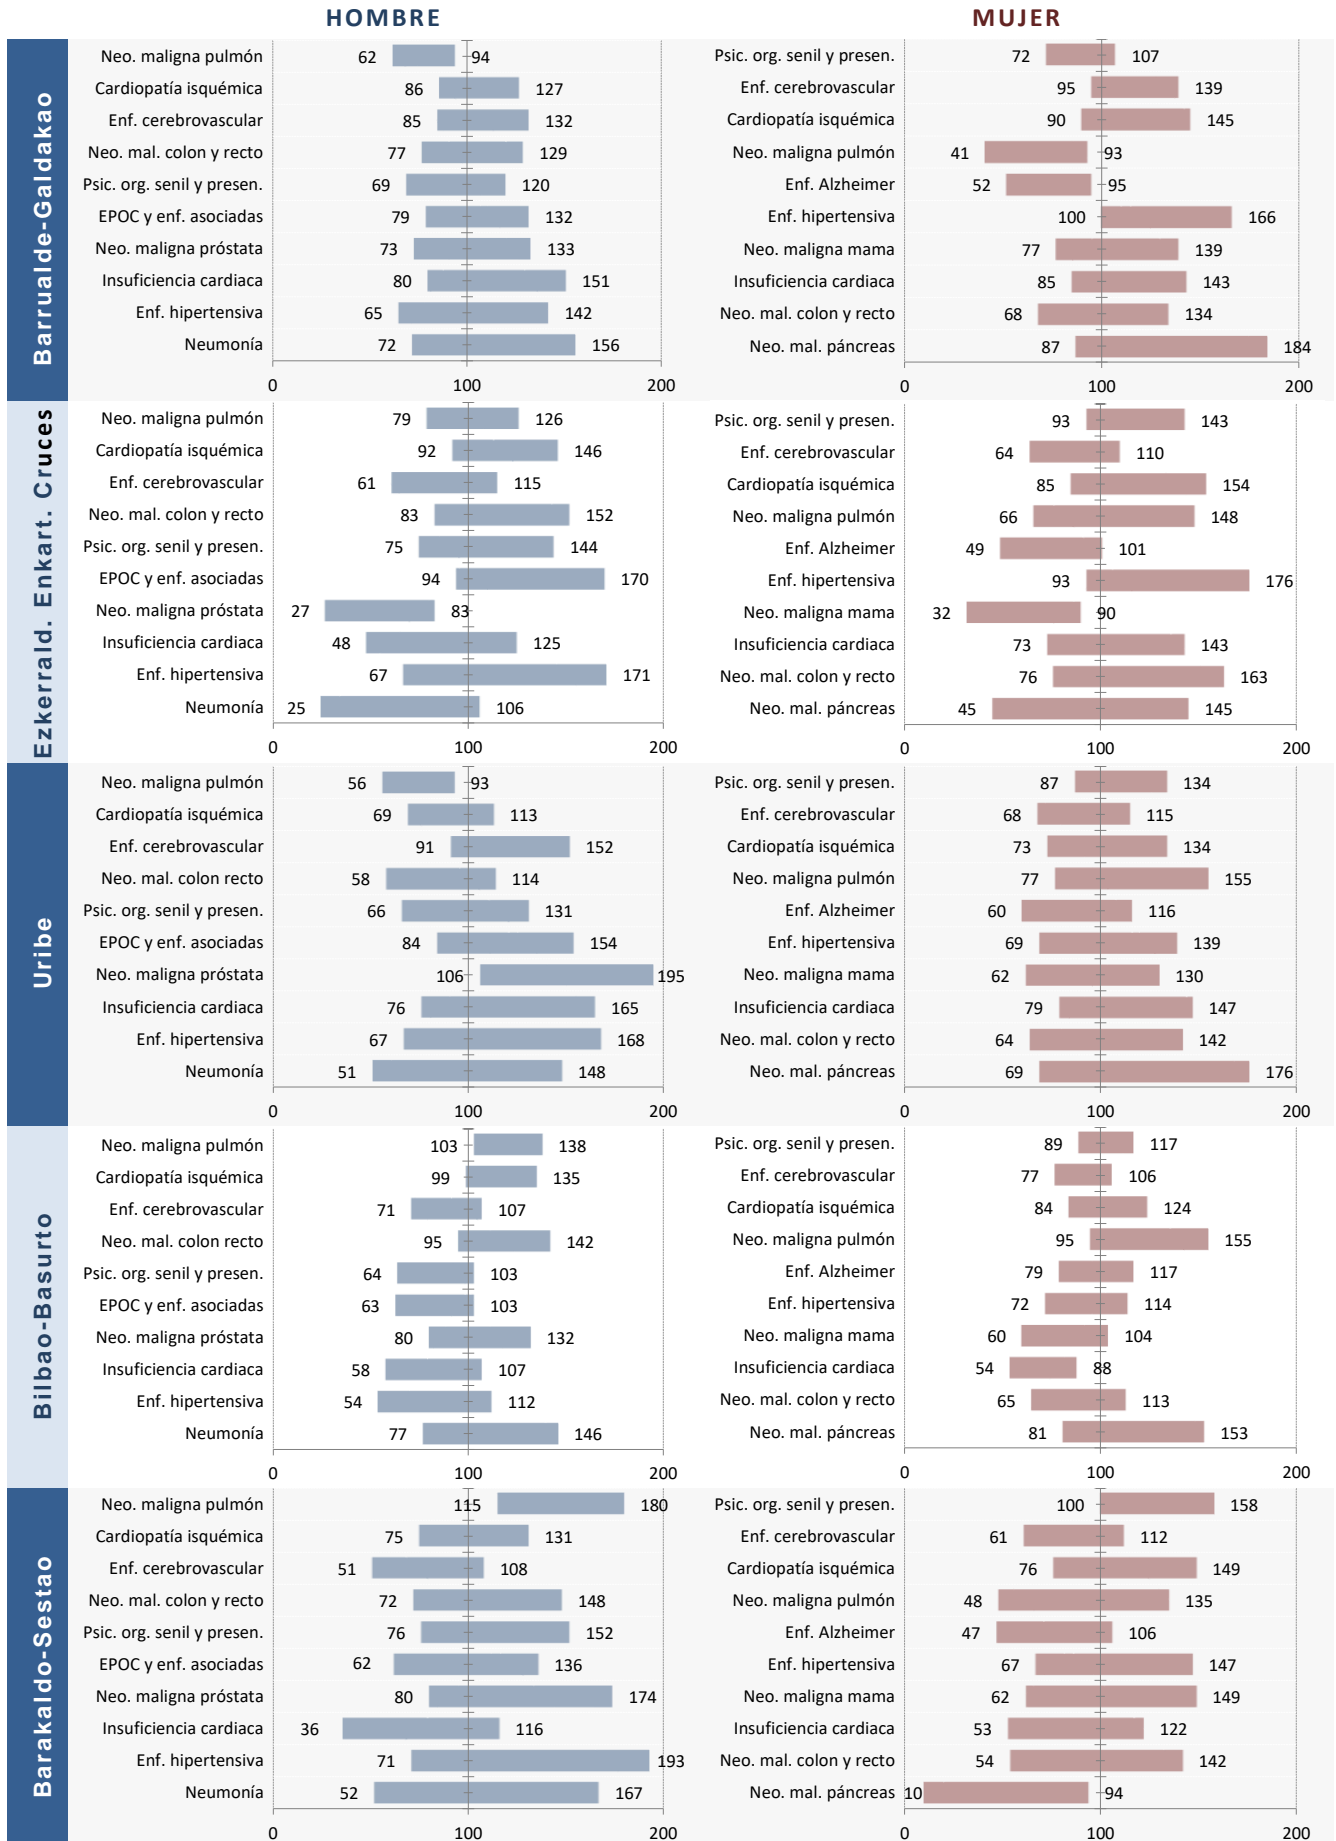 HOMBRE
MUJER
Barrualde-Galdakao
Neo. maligna pulmón 62 94
Cardiopatía isquémica 86 127
Enf. cerebrovascular 85 132
Neo. mal. colon y recto 77 129
Psic. org. senil y presen. 69 120
EPOC y enf. asociadas 79 132
Neo. maligna próstata 73 133
Insuficiencia cardiaca 80 151
Enf. hipertensiva 65 142
Neumonía 72 156
0 100 200
Psic. org. senil y presen. 72 107
Enf. cerebrovascular 95 139
Cardiopatía isquémica 90 145
Neo. maligna pulmón 41 93
Enf. Alzheimer 52 95
Enf. hipertensiva 100 166
Neo. maligna mama 77 139
Insuficiencia cardiaca 85 143
Neo. mal. colon y recto 68 134
Neo. mal. páncreas 87 184
0 100 200
Ezkerrald. Enkart. Cruces
Neo. maligna pulmón 79 126
Cardiopatía isquémica 92 146
Enf. cerebrovascular 61 115
Neo. mal. colon y recto 83 152
Psic. org. senil y presen. 75 144
EPOC y enf. asociadas 94 170
Neo. maligna próstata 27 83
Insuficiencia cardiaca 48 125
Enf. hipertensiva 67 171
Neumonía 25 106
0 100 200
Psic. org. senil y presen. 93 143
Enf. cerebrovascular 64 110
Cardiopatía isquémica 85 154
Neo. maligna pulmón 66 148
Enf. Alzheimer 49 101
Enf. hipertensiva 93 176
Neo. maligna mama 32 90
Insuficiencia cardiaca 73 143
Neo. mal. colon y recto 76 163
Neo. mal. páncreas 45 145
0 100 200
Uribe
Neo. maligna pulmón 56 93
Cardiopatía isquémica 69 113
Enf. cerebrovascular 91 152
Neo. mal. colon recto 58 114
Psic. org. senil y presen. 66 131
EPOC y enf. asociadas 84 154
Neo. maligna próstata 106 195
Insuficiencia cardiaca 76 165
Enf. hipertensiva 67 168
Neumonía 51 148
0 100 200
Psic. org. senil y presen. 87 134
Enf. cerebrovascular 68 115
Cardiopatía isquémica 73 134
Neo. maligna pulmón 77 155
Enf. Alzheimer 60 116
Enf. hipertensiva 69 139
Neo. maligna mama 62 130
Insuficiencia cardiaca 79 147
Neo. mal. colon y recto 64 142
Neo. mal. páncreas 69 176
0 100 200
Bilbao-Basurto
Neo. maligna pulmón 103 138
Cardiopatía isquémica 99 135
Enf. cerebrovascular 71 107
Neo. mal. colon recto 95 142
Psic. org. senil y presen. 64 103
EPOC y enf. asociadas 63 103
Neo. maligna próstata 80 132
Insuficiencia cardiaca 58 107
Enf. hipertensiva 54 112
Neumonía 77 146
0 100 200
Psic. org. senil y presen. 89 117
Enf. cerebrovascular 77 106
Cardiopatía isquémica 84 124
Neo. maligna pulmón 95 155
Enf. Alzheimer 79 117
Enf. hipertensiva 72 114
Neo. maligna mama 60 104
Insuficiencia cardiaca 54 88
Neo. mal. colon y recto 65 113
Neo. mal. páncreas 81 153
0 100 200
Barakaldo-Sestao
Neo. maligna pulmón 115 180
Cardiopatía isquémica 75 131
Enf. cerebrovascular 51 108
Neo. mal. colon y recto 72 148
Psic. org. senil y presen. 76 152
EPOC y enf. asociadas 62 136
Neo. maligna próstata 80 174
Insuficiencia cardiaca 36 116
Enf. hipertensiva 71 193
Neumonía 52 167
0 100 200
Psic. org. senil y presen. 100 158
Enf. cerebrovascular 61 112
Cardiopatía isquémica 76 149
Neo. maligna pulmón 48 135
Enf. Alzheimer 47 106
Enf. hipertensiva 67 147
Neo. maligna mama 62 149
Insuficiencia cardiaca 53 122
Neo. mal. colon y recto 54 142
Neo. mal. páncreas 10 94
0 100 200